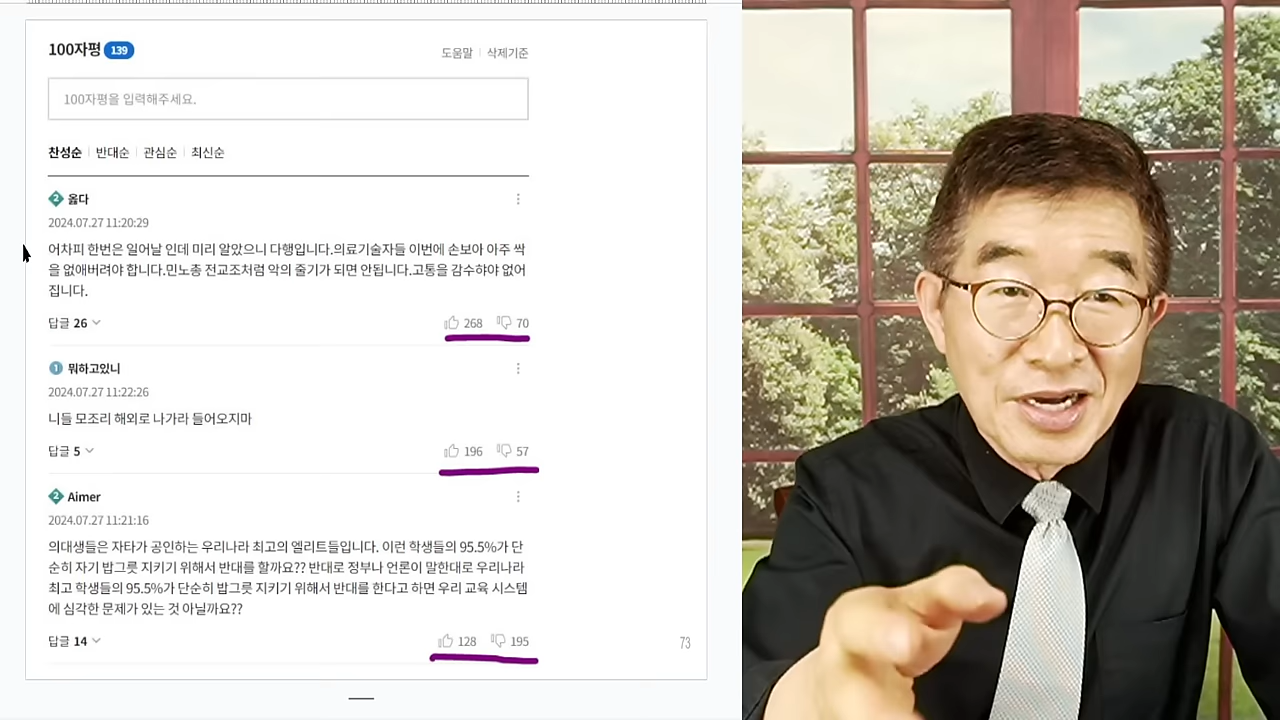 100자평 139
도움말 삭제기준
100자평을 입력해주세요.
찬성순 반대순 관심순 최신순
2 옳다
2024.07.27 11:20:29
어차피 한번은 일어날 인데 미리 알았으니 다행입니다.의료기술자들 이번에 손보아 아주 싹
을 없애버려야 합니다.민노총 전교조처럼 악의 줄기가 되면 안됩니다.고통을 감수햐야 없어
집니다.
답글 26 268 70
1 뭐하고있니
2024.07.27 11:22:26
니들 모조리 해외로 나가라 들어오지마
답글 5 196 57
2 Aimer
2024.07.27 11:21:16
의대생들은 자타가 공인하는 우리나라 최고의 엘리트들입니다. 이런 학생들의 95.5%가 단
순히 자기 밥그릇 지키기 위해서 반대를 할까요?? 반대로 정부나 언론이 말한대로 우리나라
최고 학생들의 95.5%가 단순히 밥그릇 지키기 위해서 반대를 한다고 하면 우리 교육 시스템
에 심각한 문제가 있는 것 아닐까요??
답글 14 128 195
73